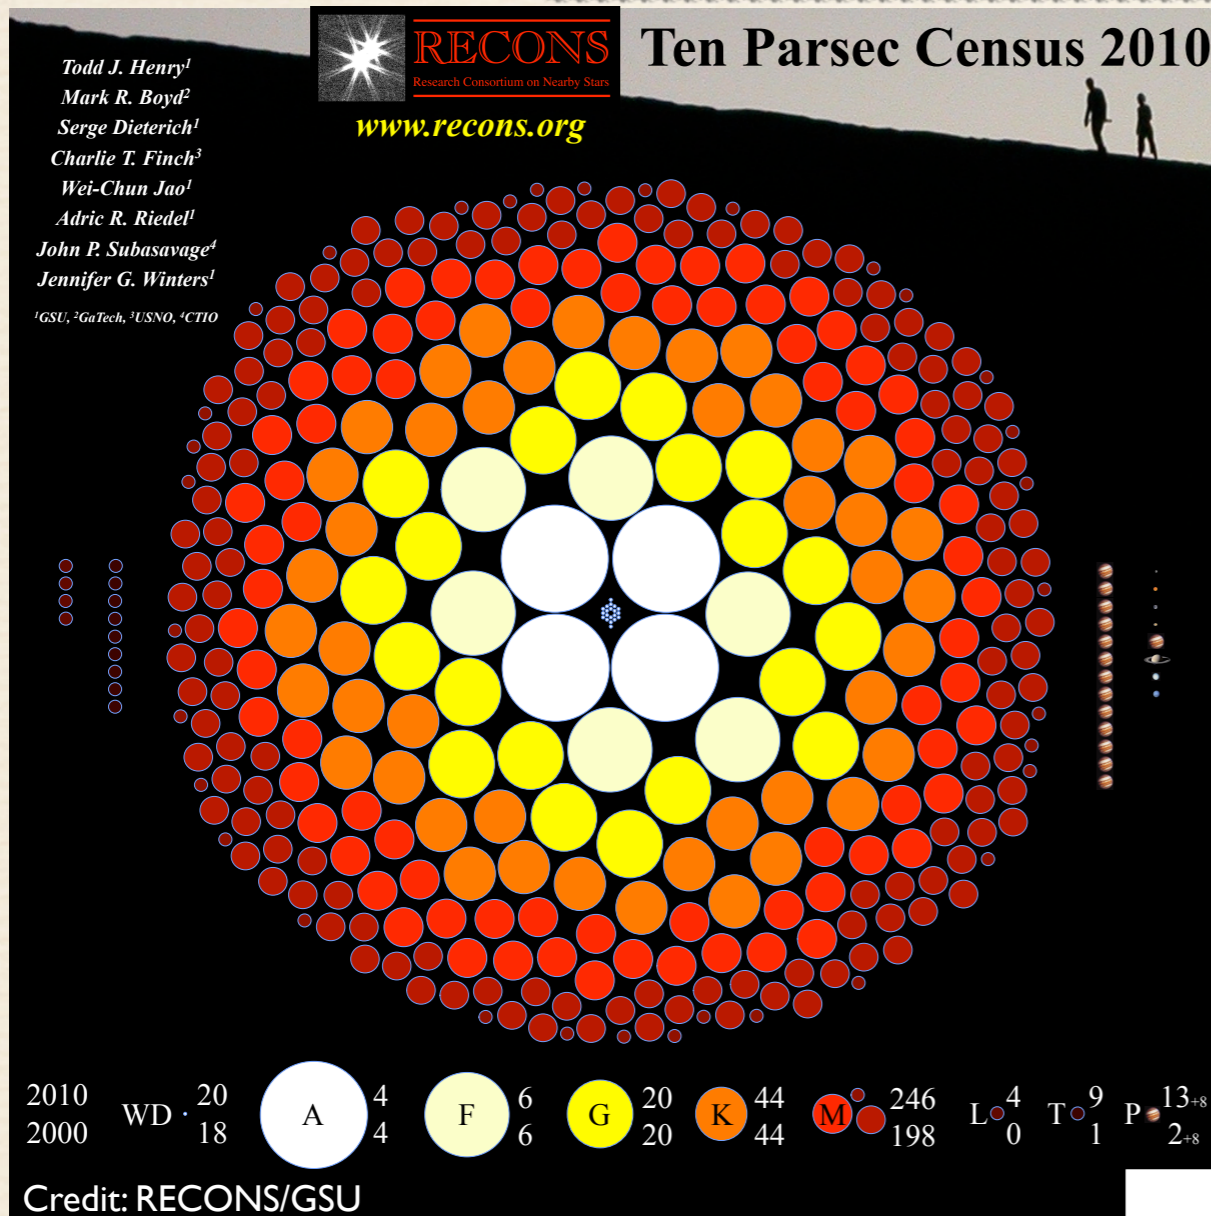 RECONS
Research Consortium on Nearby Stars
www.recons.org
Ten Parsec Census 2010
Todd J. Henry¹
Mark R. Boyd²
Serge Dieterich¹
Charlie T. Finch³
Wei-Chun Jao¹
Adric R. Riedel¹
John P. Subasavage⁴
Jennifer G. Winters¹
¹GSU, ²GaTech, ³USNO, ⁴CTIO
2010 20 4 6 20 44 246 4 9 13+8
WD A F G K M L T P
2000 18 4 6 20 44 198 0 1 2+8
Credit: RECONS/GSU